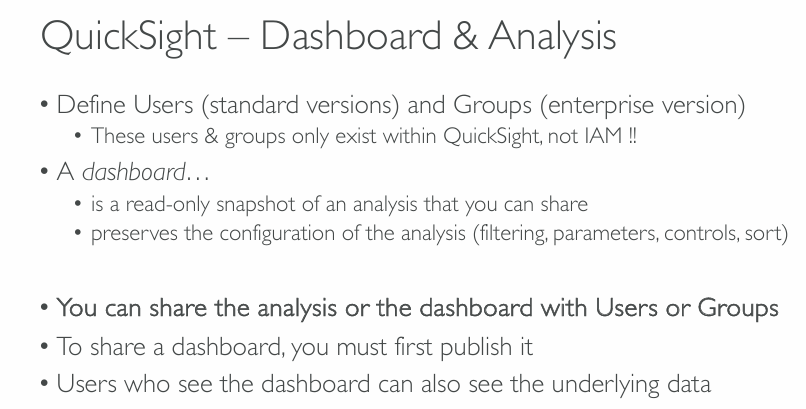 QuickSight – Dashboard & Analysis
• Define Users (standard versions) and Groups (enterprise version)
• These users & groups only exist within QuickSight, not IAM !!
• A dashboard…
• is a read-only snapshot of an analysis that you can share
• preserves the configuration of the analysis (filtering, parameters, controls, sort)
• You can share the analysis or the dashboard with Users or Groups
• To share a dashboard, you must first publish it
• Users who see the dashboard can also see the underlying data